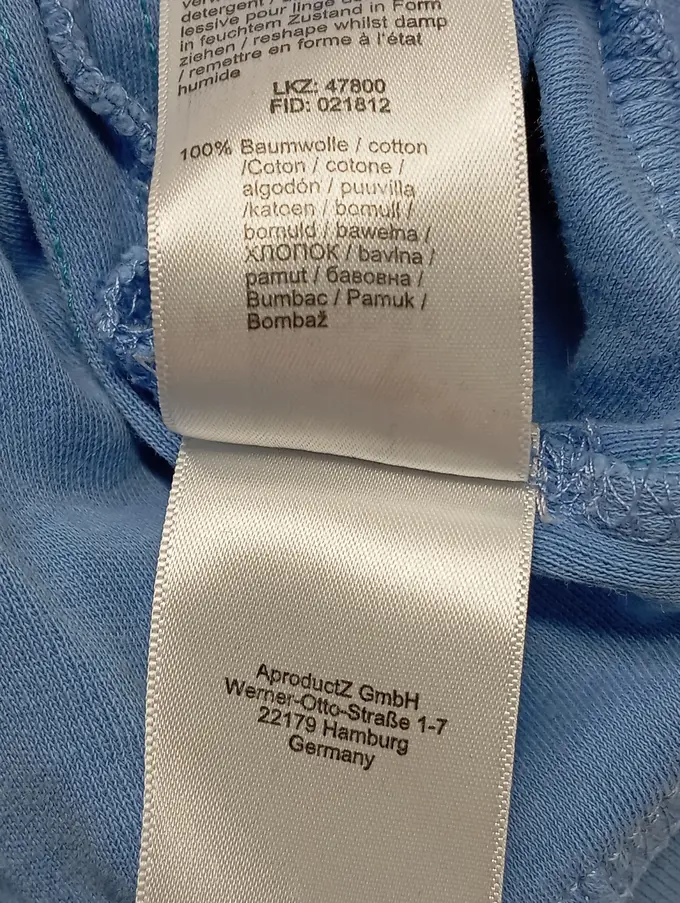 detergent /
lessive pour linge
in feuchtem Zustand in Form
ziehen / reshape whilst damp
/ remettre en forme à l'état
humide
LKZ: 47800
FID: 021812
100% Baumwolle / cotton
/Coton / cotone /
algodón / puuvilla
/katoen / bomull /
bomuld / bawełna /
ХЛОПОК / bavlna /
pamut / бавовна /
Bumbac / Pamuk /
Bombaž
AproductZ GmbH
Werner-Otto-Straße 1-7
22179 Hamburg
Germany